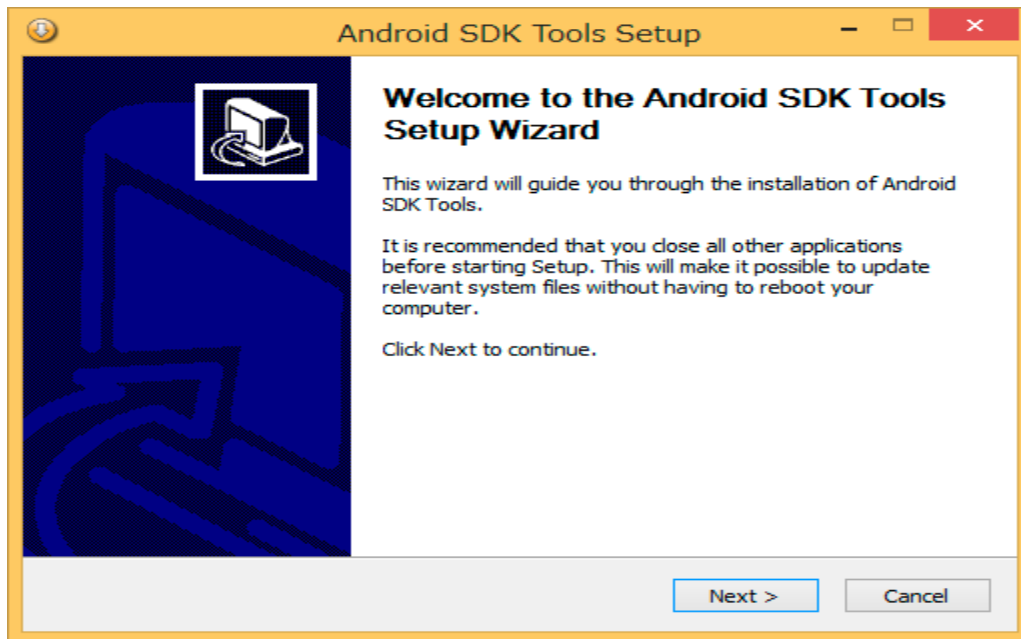 Android SDK Tools Setup
Welcome to the Android SDK Tools
Setup Wizard
This wizard will guide you through the installation of Android
SDK Tools.
It is recommended that you close all other applications
before starting Setup. This will make it possible to update
relevant system files without having to reboot your
computer.
Click Next to continue.
Next >
Cancel